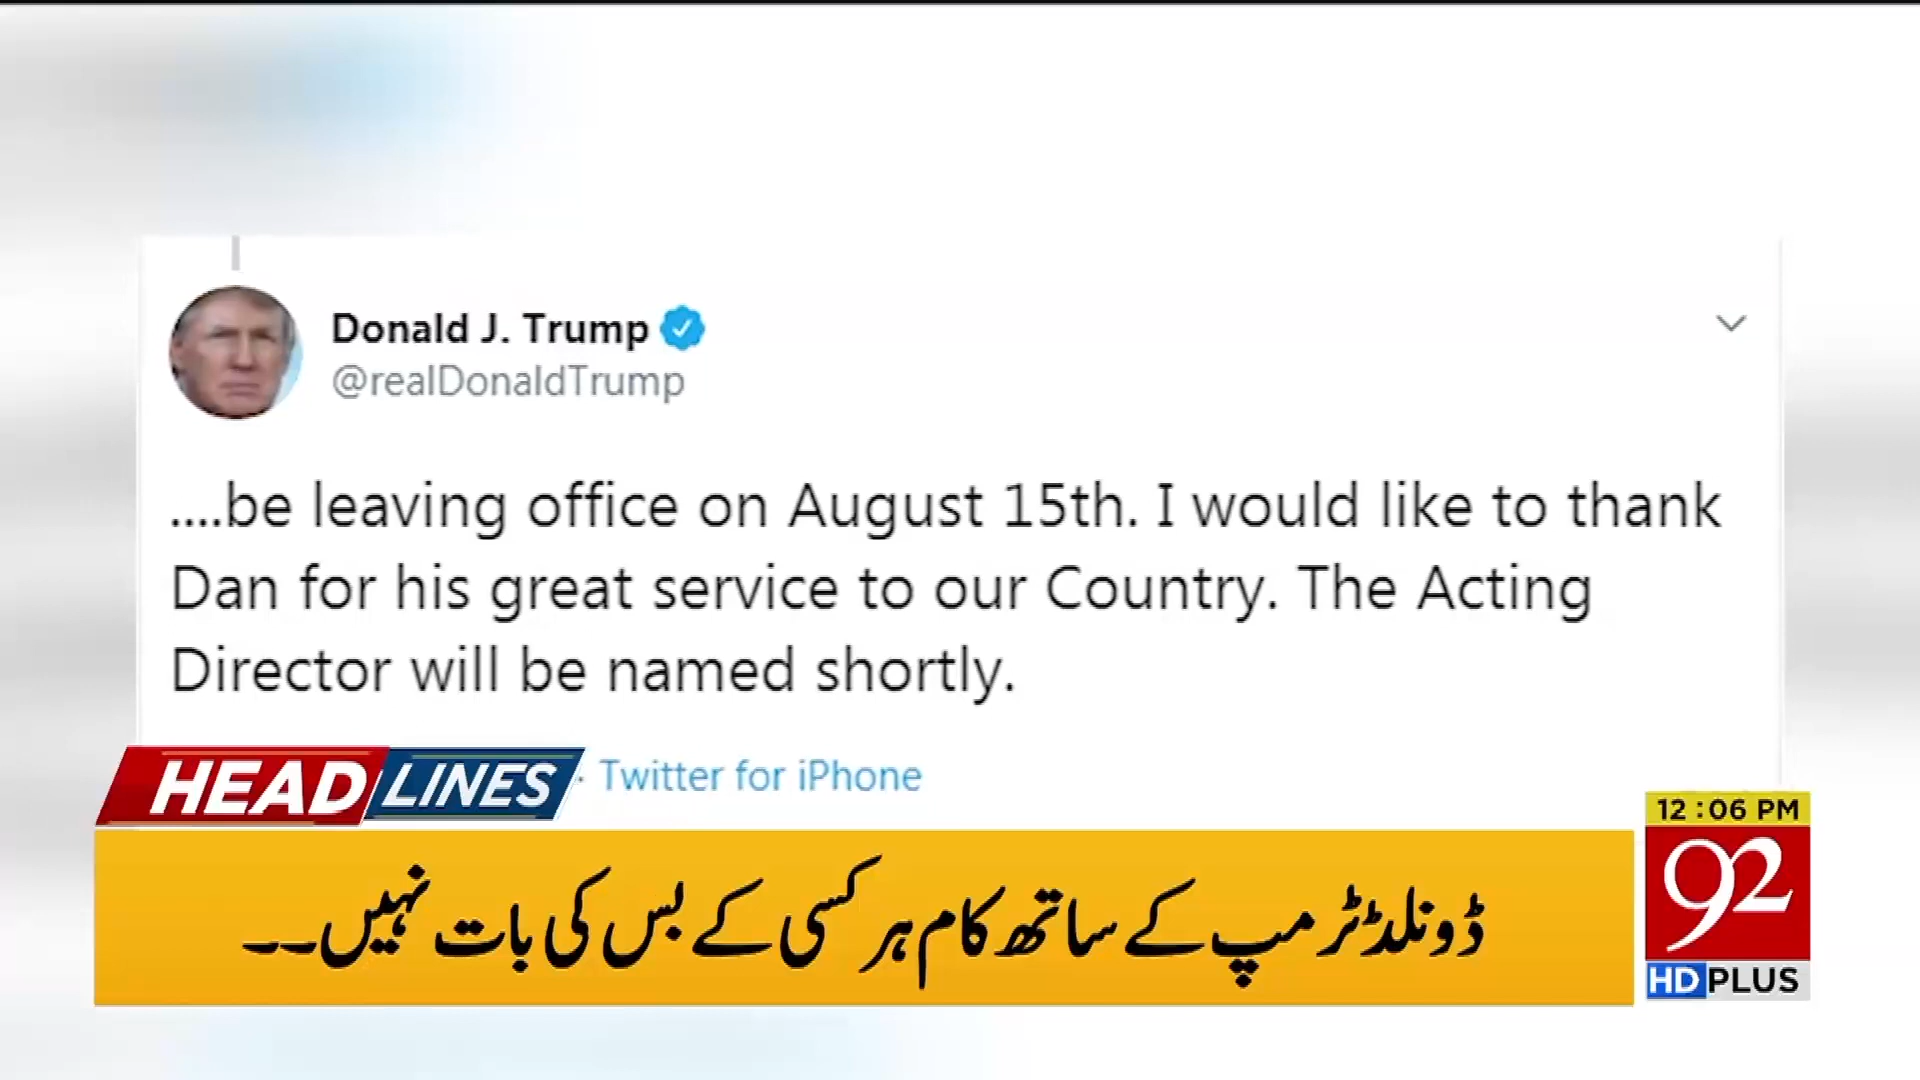 Donald J. Trump
@realDonaldTrump
....be leaving office on August 15th. I would like to thank
Dan for his great service to our Country. The Acting
Director will be named shortly.
· Twitter for iPhone
HEADLINES
12:06 PM
ڈونلڈ ٹرمپ کے ساتھ کام ہر کسی کے بس کی بات نہیں۔۔
92
HD PLUS